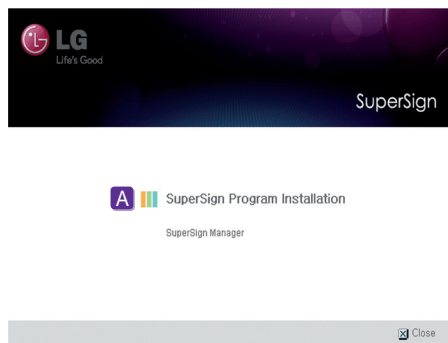 LG
Life's Good
SuperSign
A SuperSign Program Installation
SuperSign Manager
Close